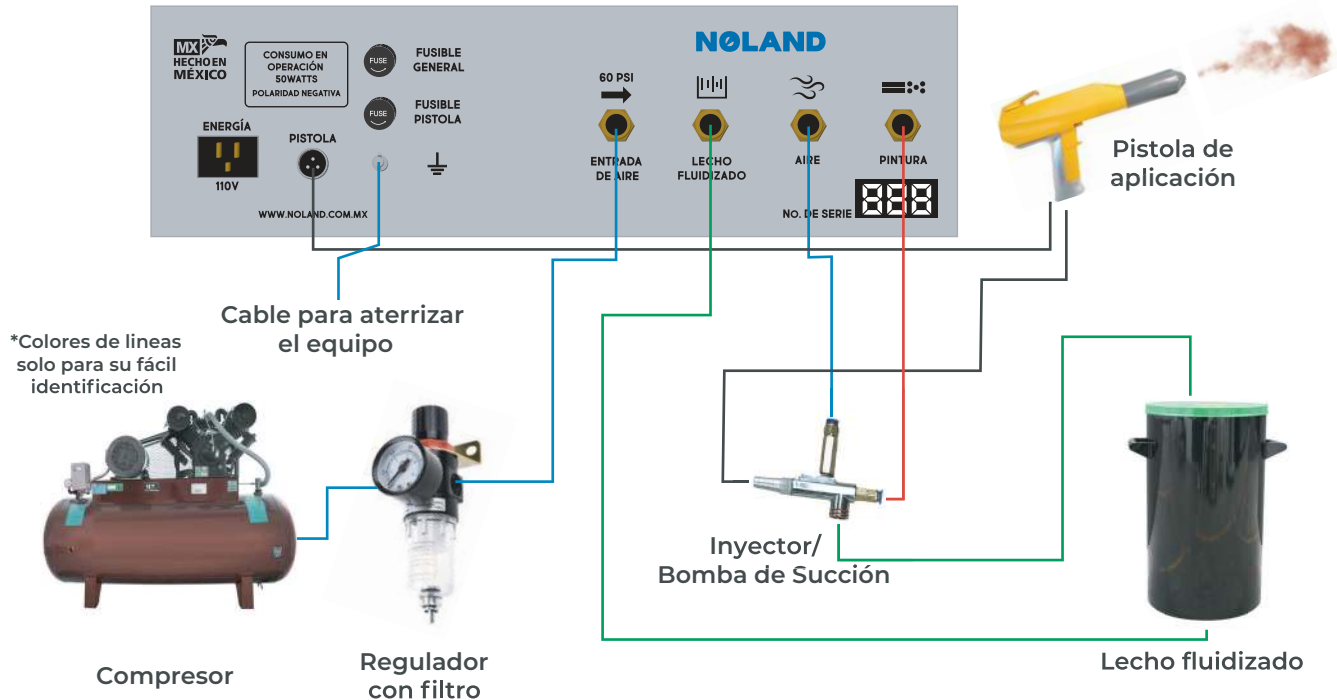 MX
HECHO EN
MÉXICO
CONSUMO EN
OPERACIÓN
50WATTS
POLARIDAD NEGATIVA
FUSE
FUSIBLE
GENERAL
FUSE
FUSIBLE
PISTOLA
ENERGÍA
110V
PISTOLA
WWW.NOLAND.COM.MX
NØLAND
60 PSI
ENTRADA
DE AIRE
LECHO
FLUIDIZADO
AIRE
PINTURA
NO. DE SERIE
888
Pistola de
aplicación
Cable para aterrizar
el equipo
*Colores de lineas
solo para su fácil
identificación
Compresor
Regulador
con filtro
Inyector/
Bomba de Succión
Lecho fluidizado